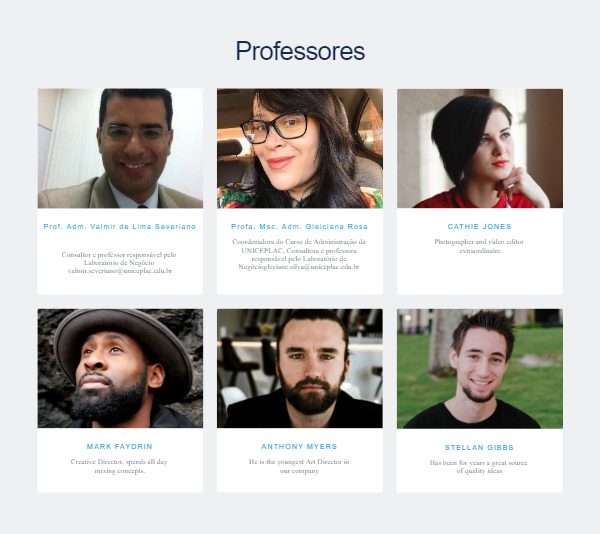 Professores
Prof. Adm. Valmir de Lima Severiano
Consultor e professor responsável pelo
Laboratório de Negócio
valmir.severiano@uniceplac.edu.br
Profa. Msc. Adm. Gleiciane Rosa
Coordenadora do Curso de Administração da
UNICEPLAC, Consultora e professora
responsável pelo Laboratório de
Negóciogleciane.silva@uniceplac.edu.br
CATHIE JONES
Photographer and video editor
extraordinaire
MARK FAYDRIN
Creative Director, spends all day
mixing concepts.
ANTHONY MYERS
He is the youngest Art Director in
our company
STELLAN GIBBS
Has been for years a great source
of quality ideas